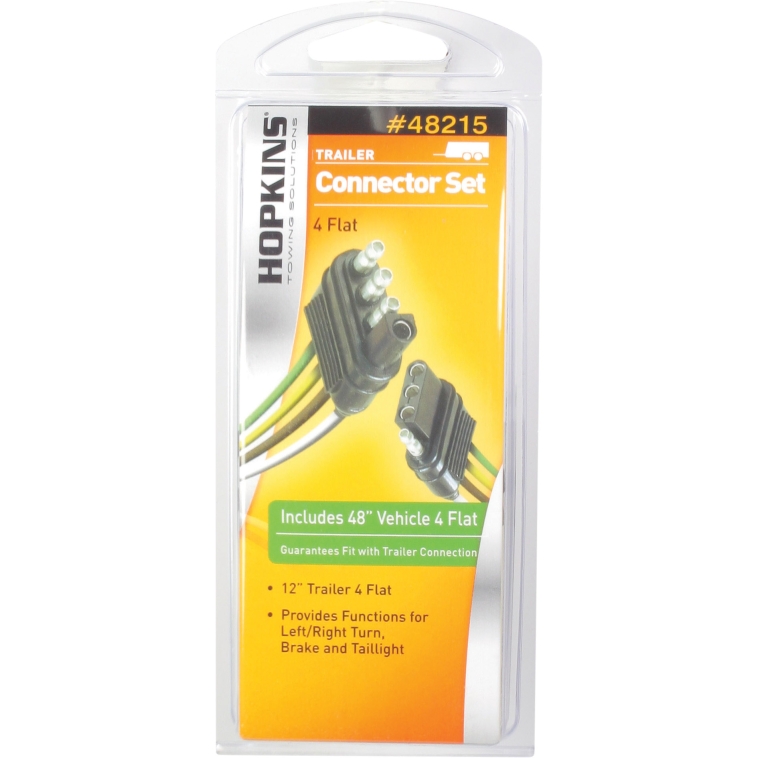 #48215
HOPKINS®
TOWING SOLUTIONS
TRAILER
Connector Set
4 Flat
Includes 48” Vehicle 4 Flat
Guarantees Fit with Trailer Connection
• 12” Trailer 4 Flat
• Provides Functions for
Left/Right Turn,
Brake and Taillight